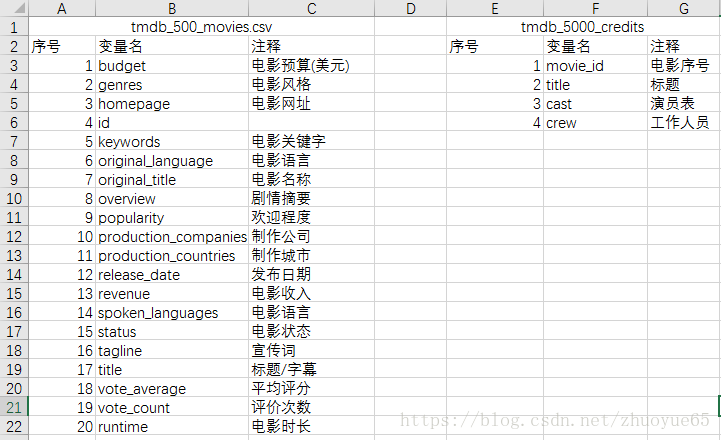 A B C D E F G
1 tmdb_500_movies.csv tmdb_5000_credits
2 序号 变量名 注释 序号 变量名 注释
3 1 budget 电影预算(美元) 1 movie_id 电影序号
4 2 genres 电影风格 2 title 标题
5 3 homepage 电影网址 3 cast 演员表
6 4 id 4 crew 工作人员
7 5 keywords 电影关键字
8 6 original_language 电影语言
9 7 original_title 电影名称
10 8 overview 剧情摘要
11 9 popularity 欢迎程度
12 10 production_companies 制作公司
13 11 production_countries 制作城市
14 12 release_date 发布日期
15 13 revenue 电影收入
16 14 spoken_languages 电影语言
17 15 status 电影状态
18 16 tagline 宣传词
19 17 title 标题/字幕
20 18 vote_average 平均评分
21 19 vote_count 评价次数
22 20 runtime 电影时长
https://blog.csdn.net/zhuoyue65